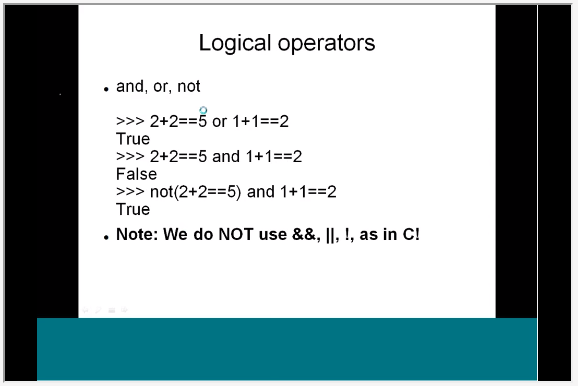 Logical operators
• and, or, not
>>> 2+2==5 or 1+1==2
True
>>> 2+2==5 and 1+1==2
False
>>> not(2+2==5) and 1+1==2
True
• Note: We do NOT use &&, ||, !, as in C!